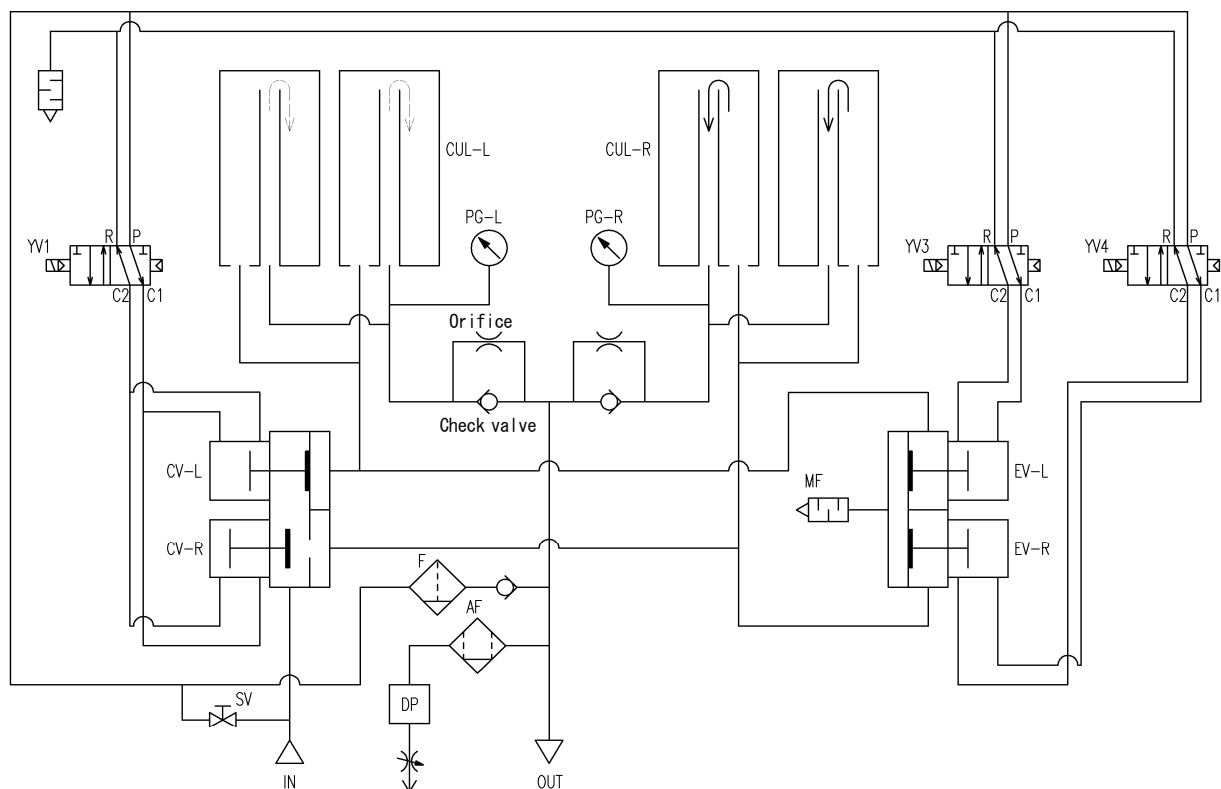 CUL-L
CUL-R
PG-L
PG-R
YV1
R
P
C2
C1
YV3
R
P
C2
C1
YV4
R
P
C2
C1
Orifice
Check valve
CV-L
CV-R
MF
EV-L
EV-R
F
AF
SV
DP
IN
OUT